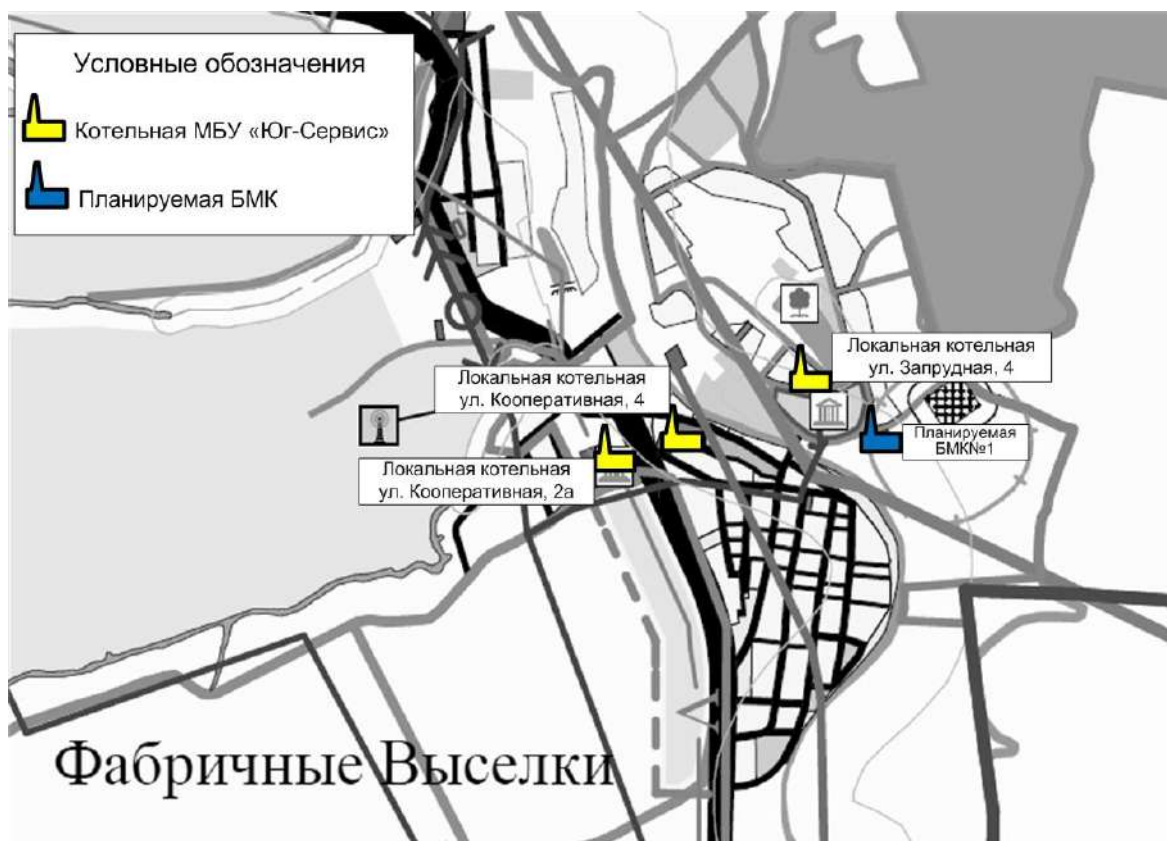 Условные обозначения
Котельная МБУ «Юг-Сервис»
Планируемая БМК
Локальная котельная
ул. Запрудная, 4
Локальная котельная
ул. Кооперативная, 4
Планируемая
БМК№1
Локальная котельная
ул. Кооперативная, 2а
Фабричные Выселки